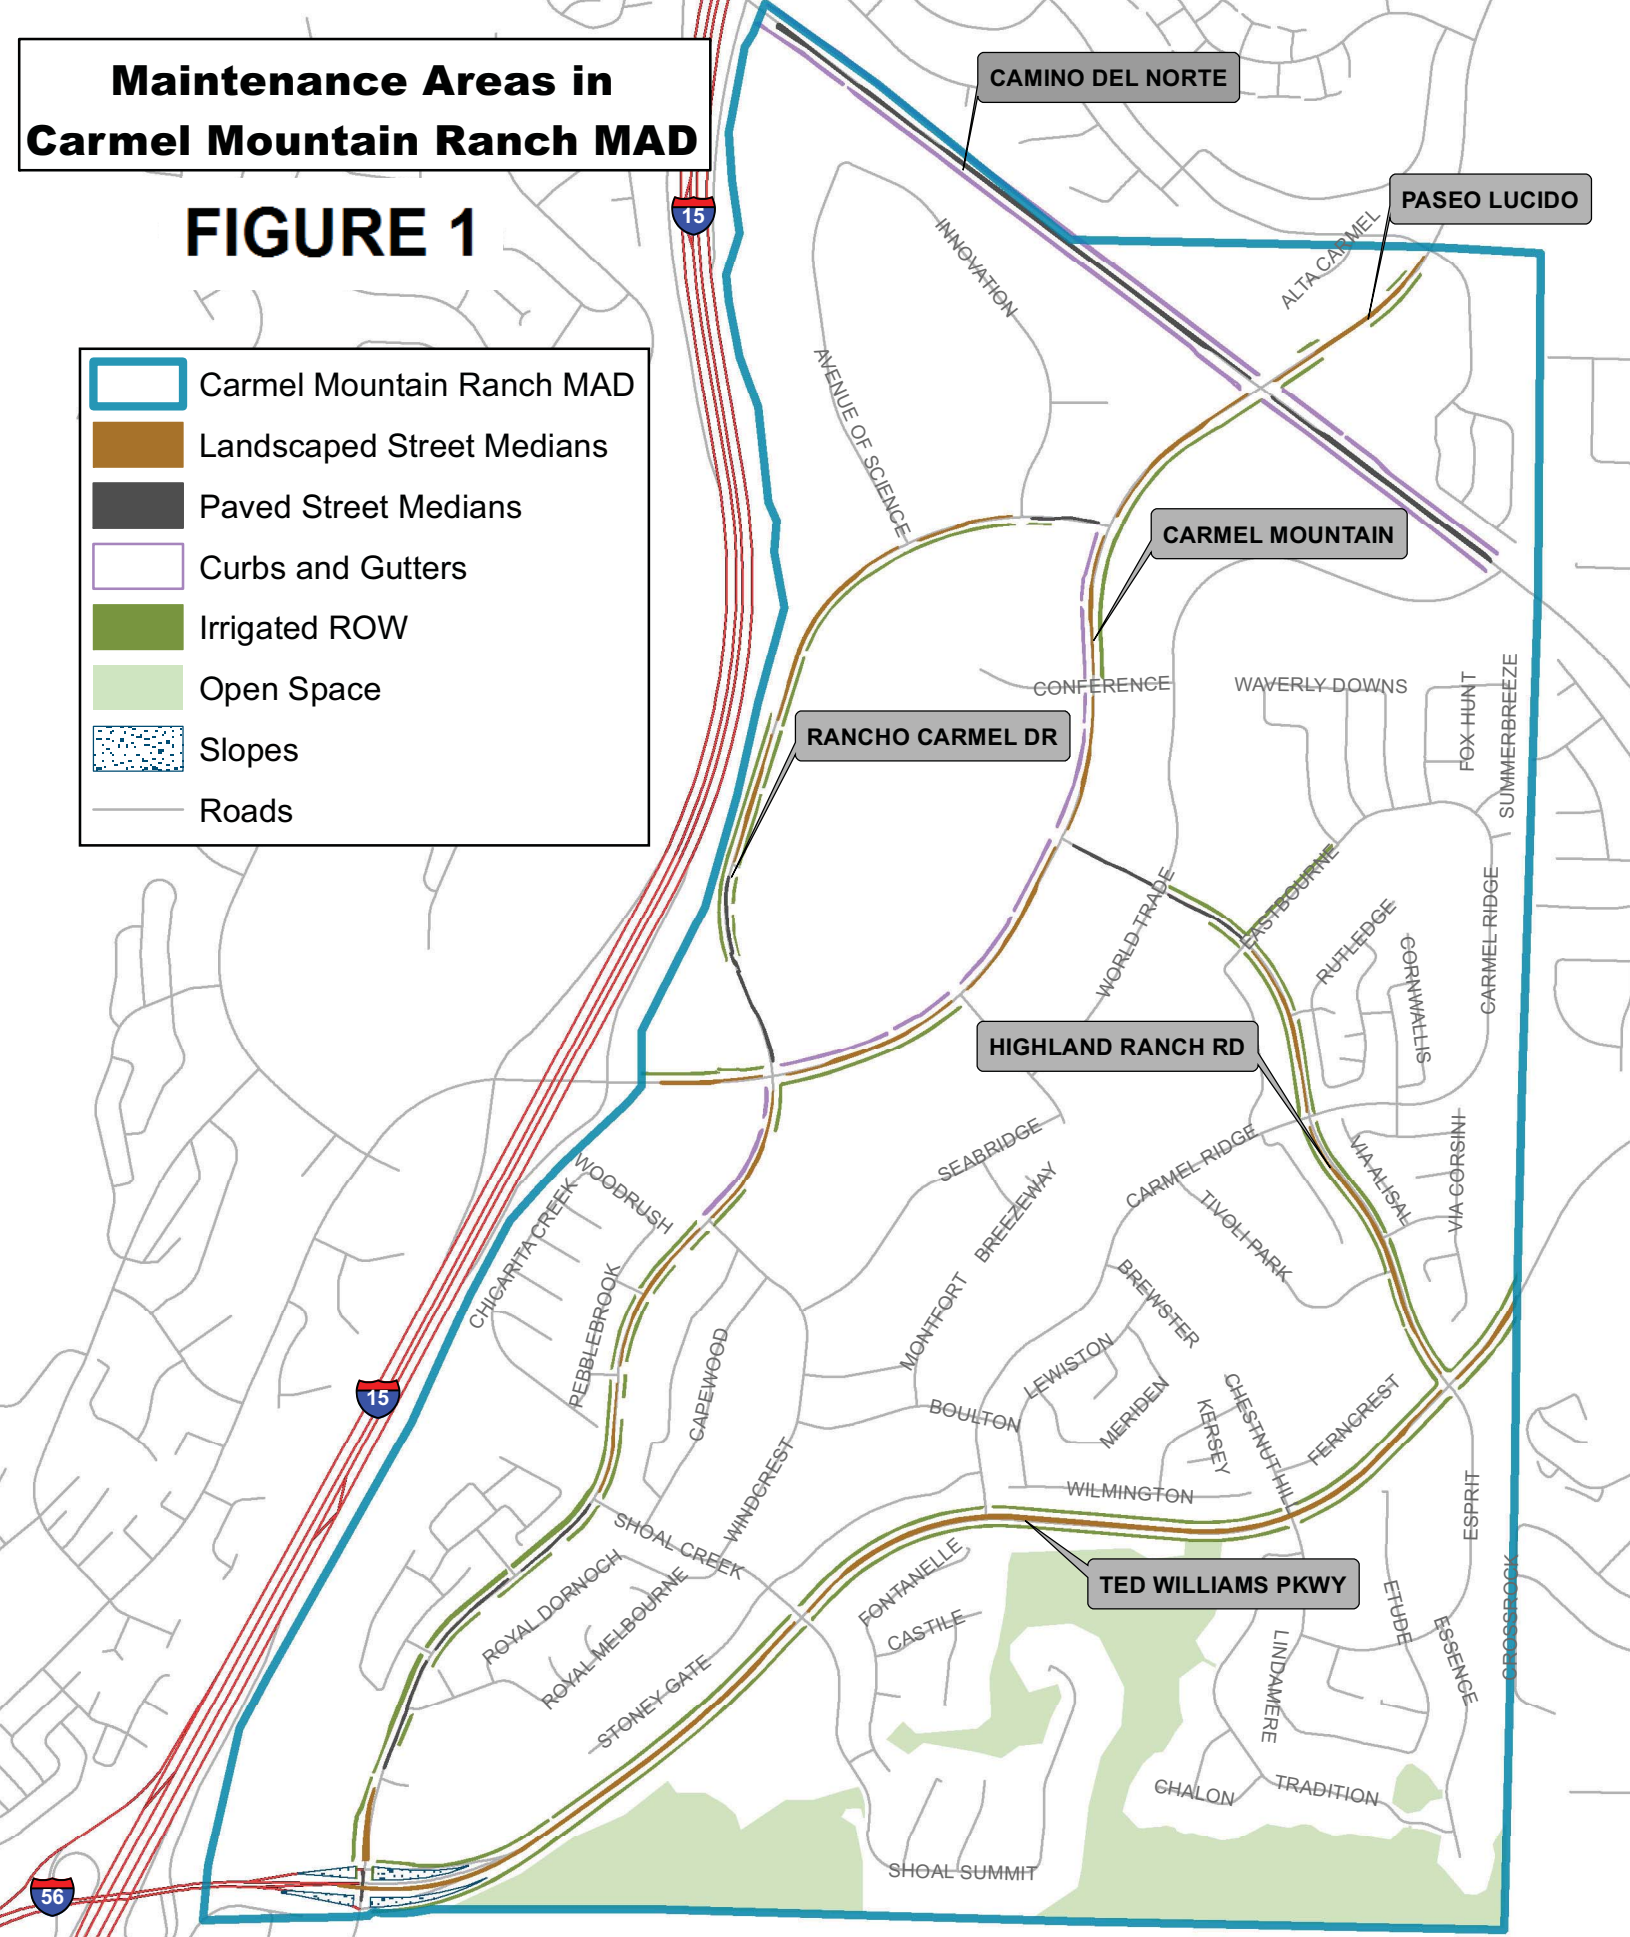 Maintenance Areas in
Carmel Mountain Ranch MAD
FIGURE 1
Carmel Mountain Ranch MAD
Landscaped Street Medians
Paved Street Medians
Curbs and Gutters
Irrigated ROW
Open Space
Slopes
Roads
15
CAMINO DEL NORTE
PASEO LUCIDO
ALTA CARMEL
INNOVATION
AVENUE OF SCIENCE
CARMEL MOUNTAIN
CONFERENCE
WAVERLY DOWNS
FOX HUNT
SUMMERBREEZE
RANCHO CARMEL DR
EASTBOURNE
WORLD TRADE
RUTLEDGE
CORNWALLIS
CARMEL RIDGE
HIGHLAND RANCH RD
SEABRIDGE
BREEZEWAY
CARMEL RIDGE
VIA ALISAL
VIA CORSINI
WOODRUSH
CHICARITA CREEK
TIVOLI PARK
PEBBLEBROOK
MONTFORT
BREWSTER
CAPEWOOD
LEWISTON
15
BOULTON
MERIDEN
KERSEY
CHESTNUT HILL
FERNCREST
WINDCREST
WILMINGTON
ESPRIT
SHOAL CREEK
FONTANELLE
TED WILLIAMS PKWY
ROYAL DORNOCH
ROYAL MELBOURNE
CASTILE
ETUDE
CROSSROCK
ESSENCE
STONEY GATE
LINDAMERE
CHALON
TRADITION
SHOAL SUMMIT
56